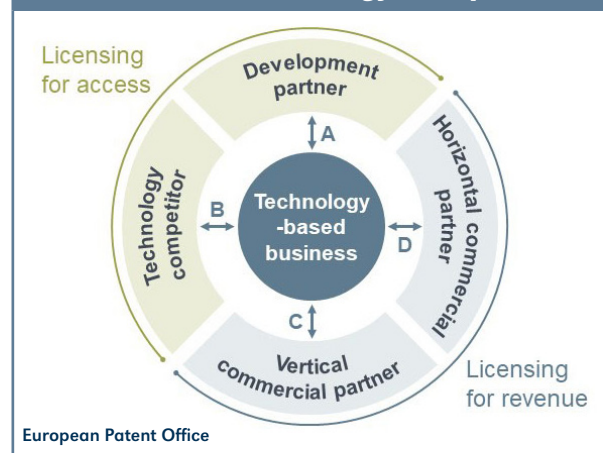 Licensing
for access
Development
partner
A
Technology
competitor
B
Technology
-based
business
D
Horizontal commercial
partner
C
Vertical
commercial partner
Licensing
for revenue
European Patent Office